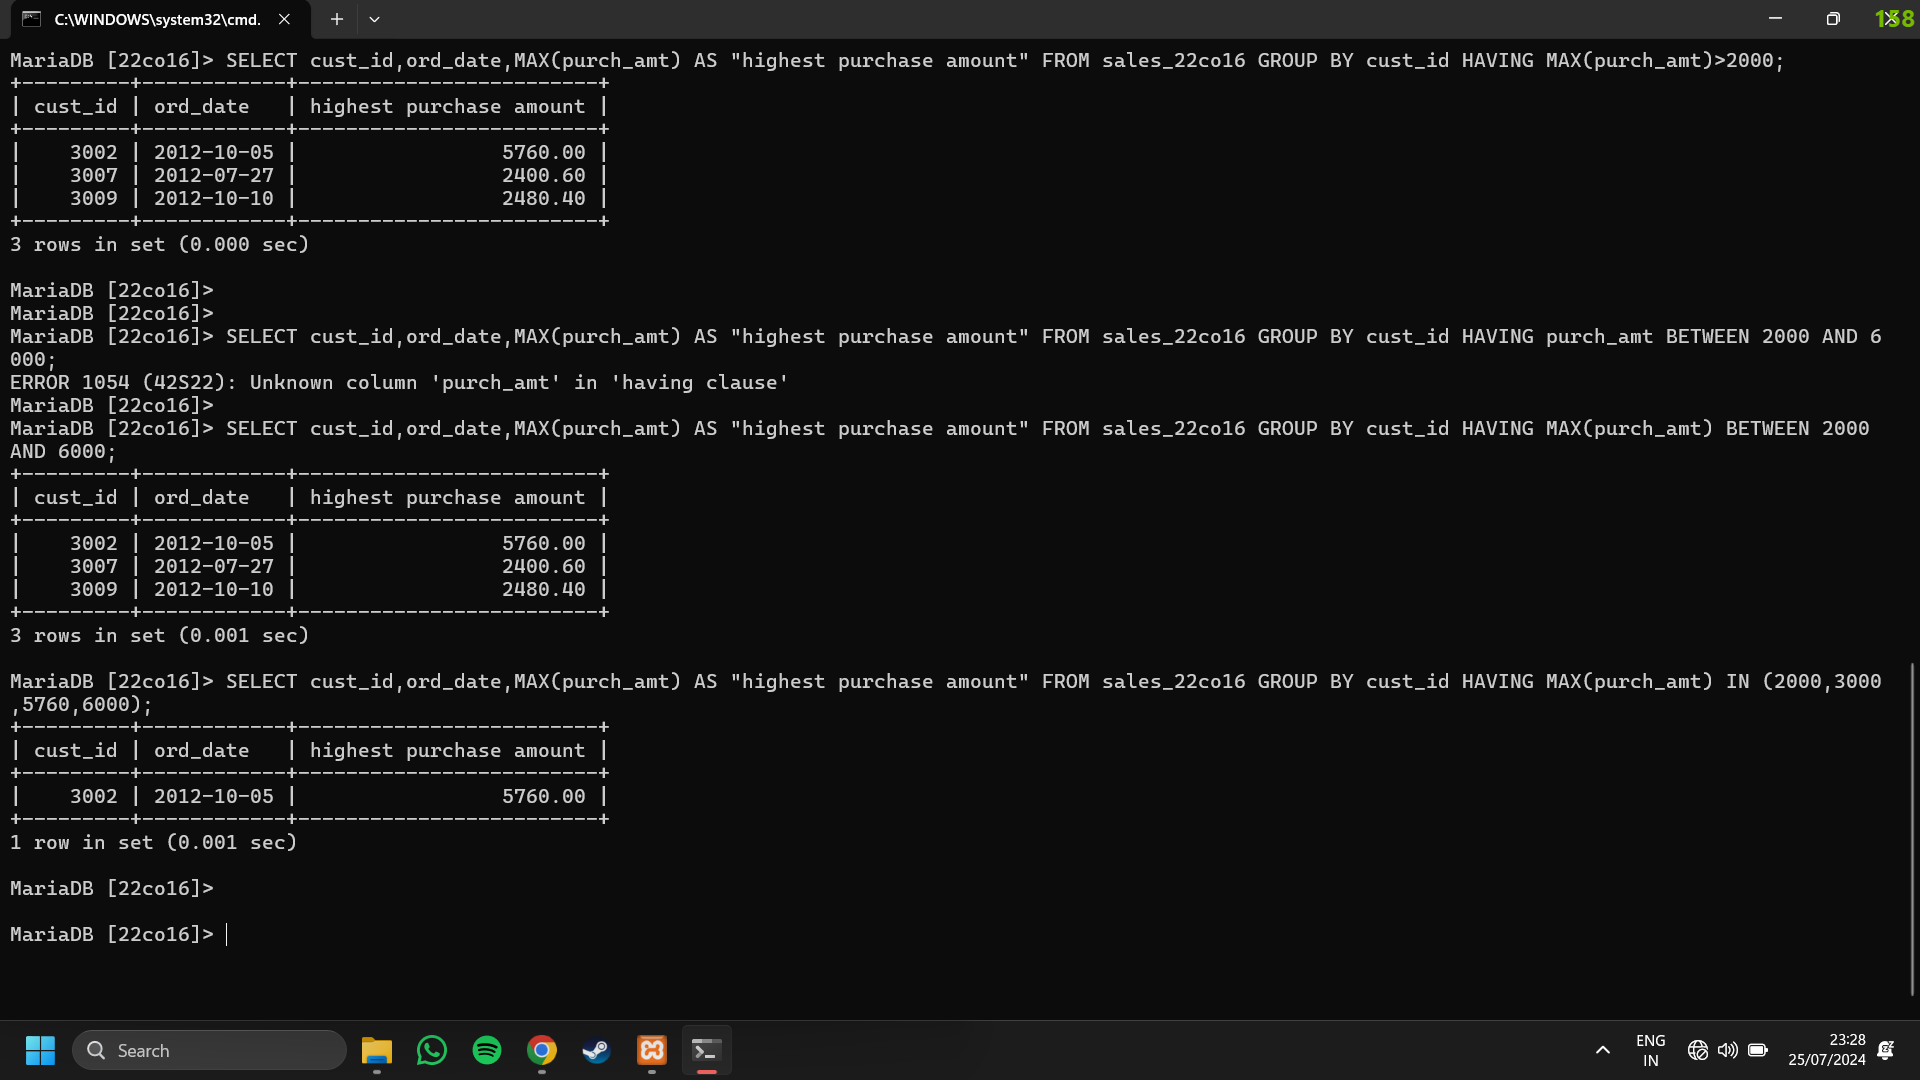 C:\WINDOWS\system32\cmd.
158
MariaDB [22co16]> SELECT cust_id,ord_date,MAX(purch_amt) AS "highest purchase amount" FROM sales_22co16 GROUP BY cust_id HAVING MAX(purch_amt)>2000;
+---------+------------+-------------------------+
| cust_id | ord_date   | highest purchase amount |
+---------+------------+-------------------------+
|    3002 | 2012-10-05 |                 5760.00 |
|    3007 | 2012-07-27 |                 2400.60 |
|    3009 | 2012-10-10 |                 2480.40 |
+---------+------------+-------------------------+
3 rows in set (0.000 sec)
MariaDB [22co16]>
MariaDB [22co16]>
MariaDB [22co16]> SELECT cust_id,ord_date,MAX(purch_amt) AS "highest purchase amount" FROM sales_22co16 GROUP BY cust_id HAVING purch_amt BETWEEN 2000 AND 6
000;
ERROR 1054 (42S22): Unknown column 'purch_amt' in 'having clause'
MariaDB [22co16]>
MariaDB [22co16]> SELECT cust_id,ord_date,MAX(purch_amt) AS "highest purchase amount" FROM sales_22co16 GROUP BY cust_id HAVING MAX(purch_amt) BETWEEN 2000
AND 6000;
+---------+------------+-------------------------+
| cust_id | ord_date   | highest purchase amount |
+---------+------------+-------------------------+
|    3002 | 2012-10-05 |                 5760.00 |
|    3007 | 2012-07-27 |                 2400.60 |
|    3009 | 2012-10-10 |                 2480.40 |
+---------+------------+-------------------------+
3 rows in set (0.001 sec)
MariaDB [22co16]> SELECT cust_id,ord_date,MAX(purch_amt) AS "highest purchase amount" FROM sales_22co16 GROUP BY cust_id HAVING MAX(purch_amt) IN (2000,3000
,5760,6000);
+---------+------------+-------------------------+
| cust_id | ord_date   | highest purchase amount |
+---------+------------+-------------------------+
|    3002 | 2012-10-05 |                 5760.00 |
+---------+------------+-------------------------+
1 row in set (0.001 sec)
MariaDB [22co16]>
MariaDB [22co16]>
Search
ENG
IN
23:28
25/07/2024